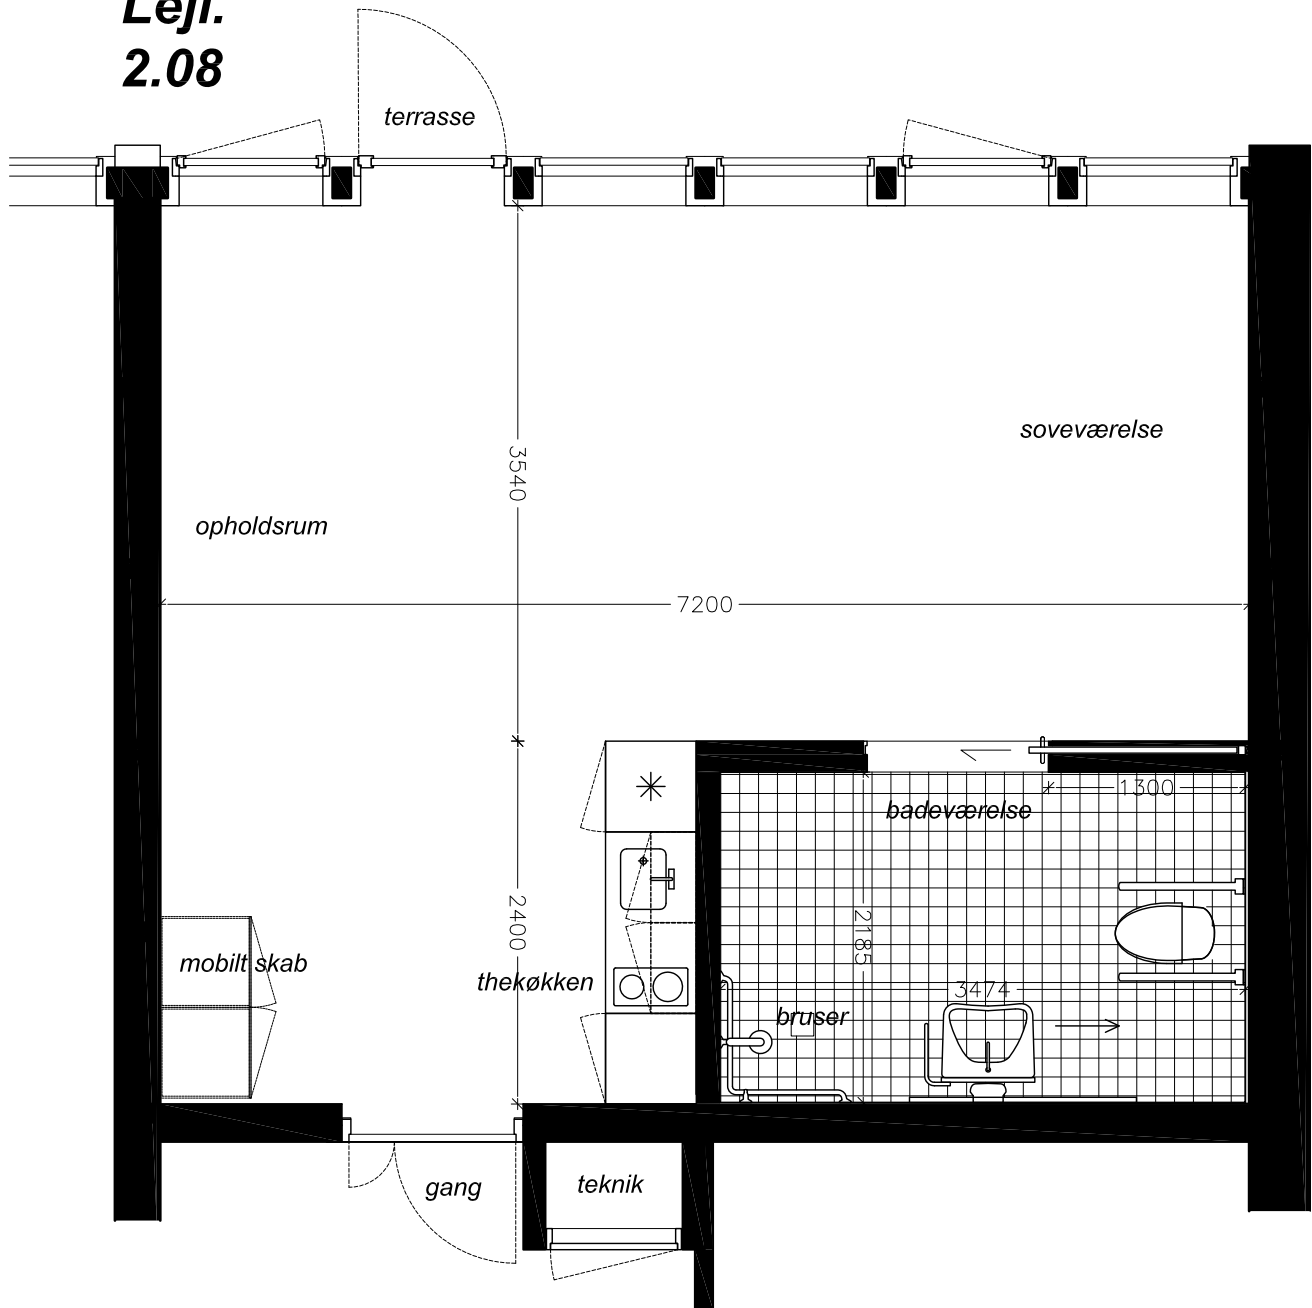 Lejl.
2.08
terrasse
soveværelse
3540
opholdsrum
7200
1300
badeværelse
2400
2185
mobilt skab
thekøkken
3474
bruser
gang
teknik